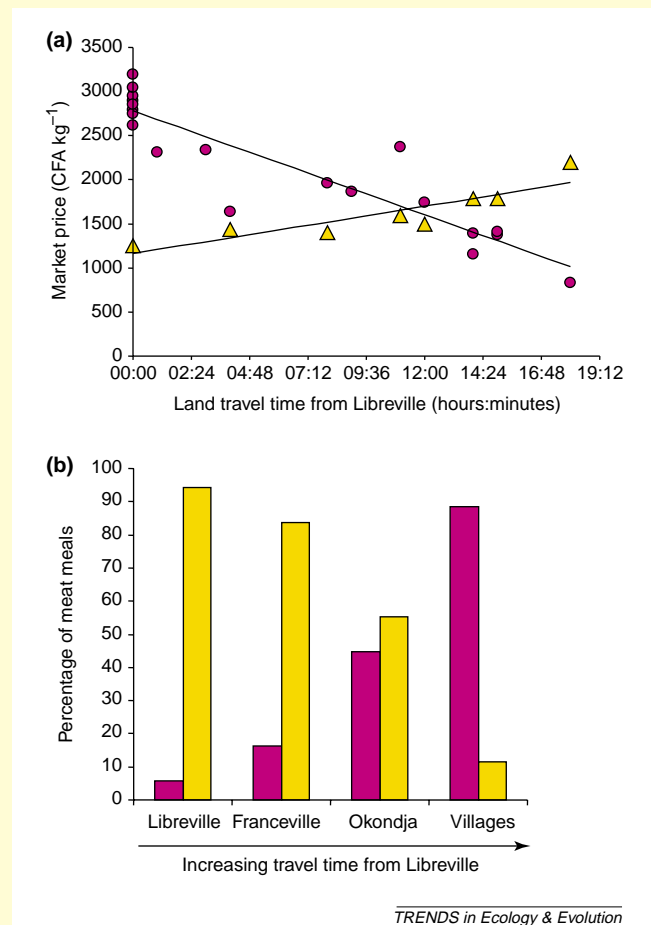 (a)
Market price (CFA kg⁻¹)
3500
3000
2500
2000
1500
1000
500
0
00:00 02:24 04:48 07:12 09:36 12:00 14:24 16:48 19:12
Land travel time from Libreville (hours:minutes)
(b)
Percentage of meat meals
100
90
80
70
60
50
40
30
20
10
0
Libreville Franceville Okondja Villages
Increasing travel time from Libreville
TRENDS in Ecology & Evolution